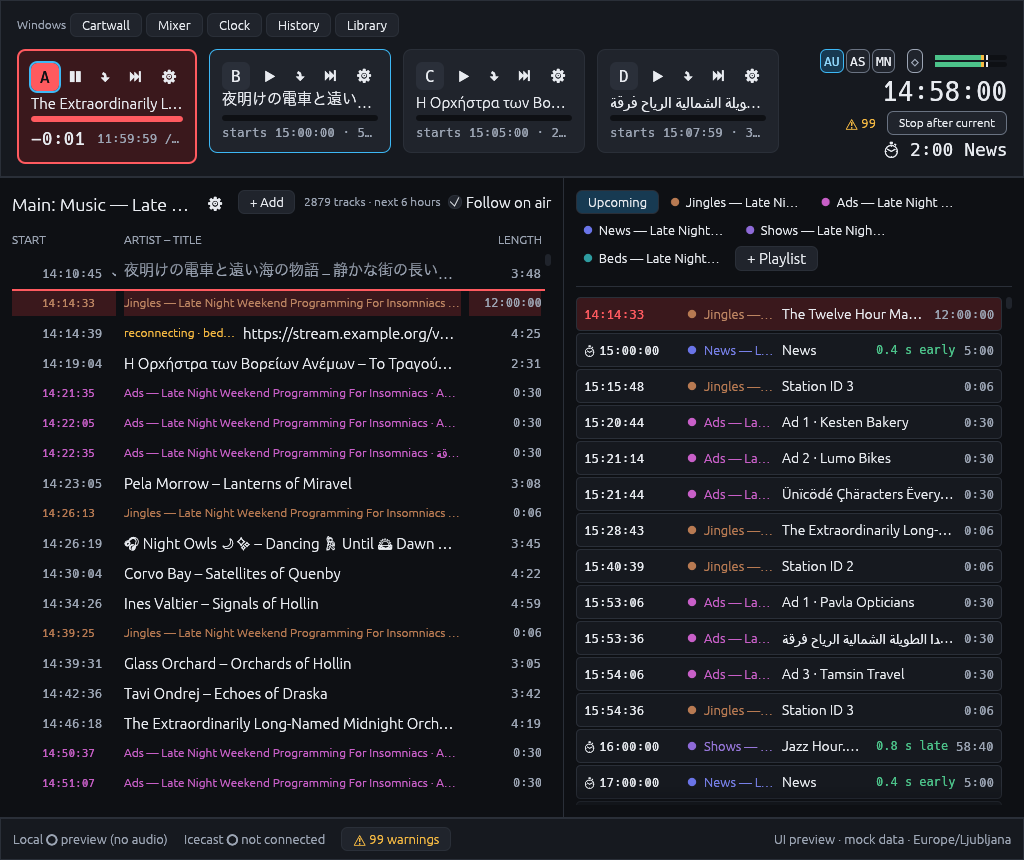 Windows Cartwall Mixer Clock History Library
A
The Extraordinarily L…
−0:01 11:59:59 /…
B
夜明けの電車と遠い…
starts 15:00:00 · 5…
C
Η Ορχήστρα των Βο…
starts 15:05:00 · 2…
D
…ويلة الشمالية الرياح فرقة
starts 15:07:59 · 3…
AU AS MN
14:58:00
⚠ 99 Stop after current
2:00 News
Main: Music — Late … + Add 2879 tracks · next 6 hours Follow on air
START ARTIST – TITLE LENGTH
14:10:45 夜明けの電車と遠い海の物語 – 静かな街の長い… 3:48
14:14:33 Jingles — Late Night Weekend Programming For Insomniacs … 12:00:00
14:14:39 reconnecting · bed… https://stream.example.org/v… 4:25
14:19:04 Η Ορχήστρα των Βορείων Ανέμων – Το Τραγού… 2:31
14:21:35 Ads — Late Night Weekend Programming For Insomniacs · A… 0:30
14:22:05 Ads — Late Night Weekend Programming For Insomniacs · A… 0:30
14:22:35 Ads — Late Night Weekend Programming For Insomniacs · قة… 0:30
14:23:05 Pela Morrow – Lanterns of Miravel 3:08
14:26:13 Jingles — Late Night Weekend Programming For Insomniacs … 0:06
14:26:19 🎧 Night Owls 🌙✨ – Dancing 💃 Until 🌅 Dawn … 3:45
14:30:04 Corvo Bay – Satellites of Quenby 4:22
14:34:26 Ines Valtier – Signals of Hollin 4:59
14:39:25 Jingles — Late Night Weekend Programming For Insomniacs … 0:06
14:39:31 Glass Orchard – Orchards of Hollin 3:05
14:42:36 Tavi Ondrej – Echoes of Draska 3:42
14:46:18 The Extraordinarily Long-Named Midnight Orch… 4:19
14:50:37 Ads — Late Night Weekend Programming For Insomniacs · A… 0:30
14:51:07 Ads — Late Night Weekend Programming For Insomniacs · A… 0:30
Upcoming Jingles — Late Ni… Ads — Late Night …
News — Late Night… Shows — Late Nigh…
Beds — Late Night… + Playlist
14:14:33 Jingles —… The Twelve Hour Ma… 12:00:00
15:00:00 News — L… News 0.4 s early 5:00
15:15:48 Jingles —… Station ID 3 0:06
15:20:44 Ads — La… Ad 1 · Kesten Bakery 0:30
15:21:14 Ads — La… Ad 2 · Lumo Bikes 0:30
15:21:44 Ads — La… Ünïcödé Çhäracters Ëvery… 0:30
15:28:43 Jingles —… The Extraordinarily Long-… 0:06
15:40:39 Jingles —… Station ID 2 0:06
15:53:06 Ads — La… Ad 1 · Pavla Opticians 0:30
15:53:36 Ads — La… …دا الطويلة الشمالية الرياح فرقة 0:30
15:54:06 Ads — La… Ad 3 · Tamsin Travel 0:30
15:54:36 Jingles —… Station ID 3 0:06
16:00:00 Shows — … Jazz Hour.… 0.8 s late 58:40
17:00:00 News — L… News 0.4 s early 5:00
Local preview (no audio) Icecast not connected ⚠ 99 warnings UI preview · mock data · Europe/Ljubljana